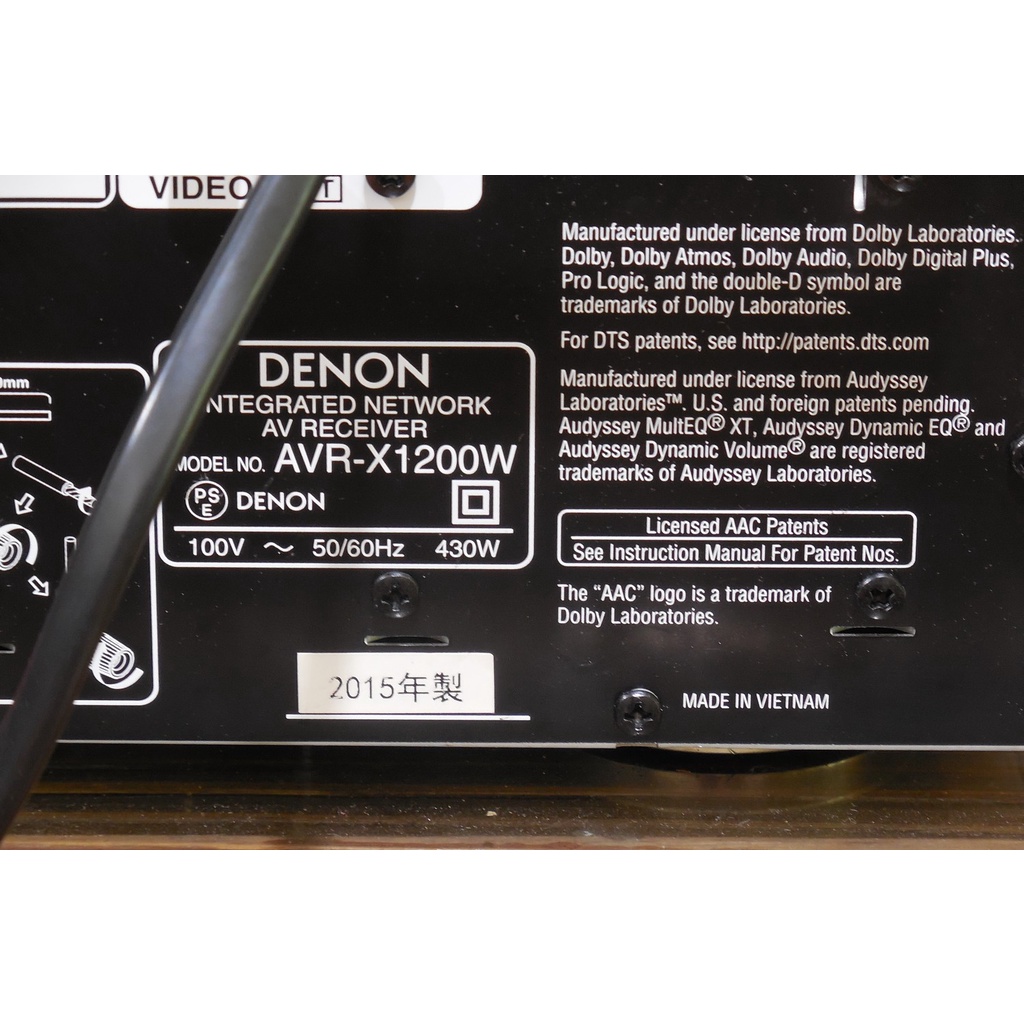 VIDEO
DENON
INTEGRATED NETWORK
AV RECEIVER
MODEL NO. AVR-X1200W
PS
E
DENON
100V ~ 50/60Hz 430W
2015年製
Manufactured under license from Dolby Laboratories.
Dolby, Dolby Atmos, Dolby Audio, Dolby Digital Plus,
Pro Logic, and the double-D symbol are
trademarks of Dolby Laboratories.
For DTS patents, see http://patents.dts.com
Manufactured under license from Audyssey
Laboratories™. U.S. and foreign patents pending.
Audyssey MultEQ® XT, Audyssey Dynamic EQ® and
Audyssey Dynamic Volume® are registered
trademarks of Audyssey Laboratories.
Licensed AAC Patents
See Instruction Manual For Patent Nos.
The “AAC” logo is a trademark of
Dolby Laboratories.
MADE IN VIETNAM